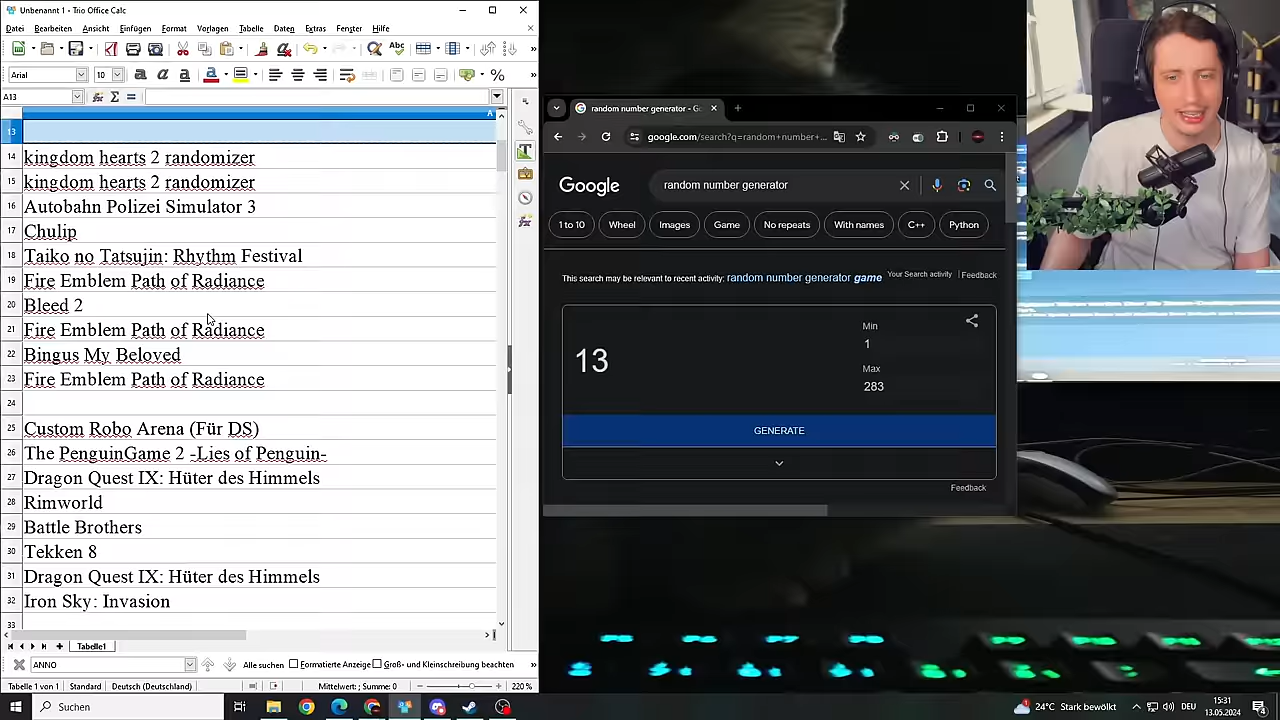 Unbenannt 1 - Trio Office Calc
Datei Bearbeiten Ansicht Einfügen Format Vorlagen Tabelle Daten Extras Fenster Hilfe
Arial 10
A13
A
13
14 kingdom hearts 2 randomizer
15 kingdom hearts 2 randomizer
16 Autobahn Polizei Simulator 3
17 Chulip
18 Taiko no Tatsujin: Rhythm Festival
19 Fire Emblem Path of Radiance
20 Bleed 2
21 Fire Emblem Path of Radiance
22 Bingus My Beloved
23 Fire Emblem Path of Radiance
24
25 Custom Robo Arena (Für DS)
26 The PenguinGame 2 -Lies of Penguin-
27 Dragon Quest IX: Hüter des Himmels
28 Rimworld
29 Battle Brothers
30 Tekken 8
31 Dragon Quest IX: Hüter des Himmels
32 Iron Sky: Invasion
33
Tabelle1
ANNO Alle suchen Formatierte Anzeige Groß- und Kleinschreibung beachten
Tabelle 1 von 1 Standard Deutsch (Deutschland) Mittelwert: ; Summe: 0 220 %
random number generator - Go
google.com/search?q=random+number+...
Google random number generator
1 to 10 Wheel Images Game No repeats With names C++ Python
This search may be relevant to recent activity: random number generator game Your Search activity Feedback
Min
1
13
Max
283
GENERATE
Feedback
Suchen
24°C Stark bewölkt DEU 15:31
13.05.2024